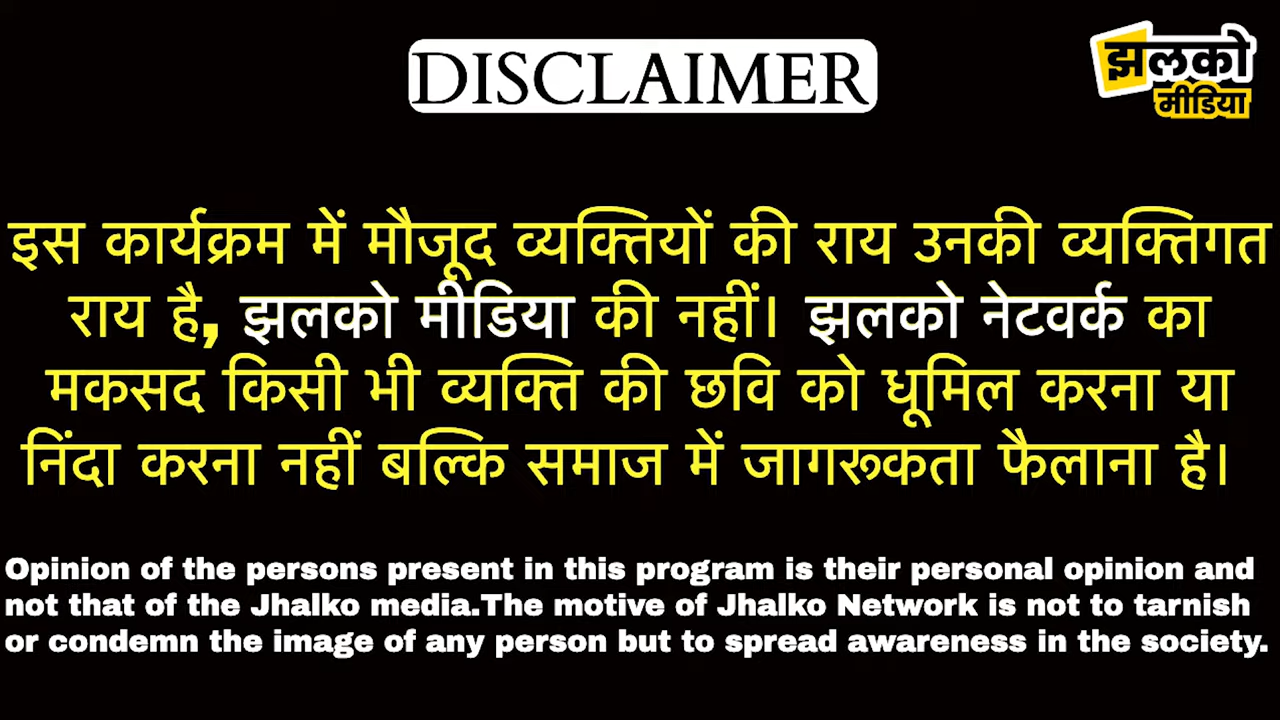 DISCLAIMER
झलको
मीडिया
इस कार्यक्रम में मौजूद व्यक्तियों की राय उनकी व्यक्तिगत
राय है, झलको मीडिया की नहीं। झलको नेटवर्क का
मकसद किसी भी व्यक्ति की छवि को धूमिल करना या
निंदा करना नहीं बल्कि समाज में जागरूकता फैलाना है।
Opinion of the persons present in this program is their personal opinion and
not that of the Jhalko media.The motive of Jhalko Network is not to tarnish
or condemn the image of any person but to spread awareness in the society.